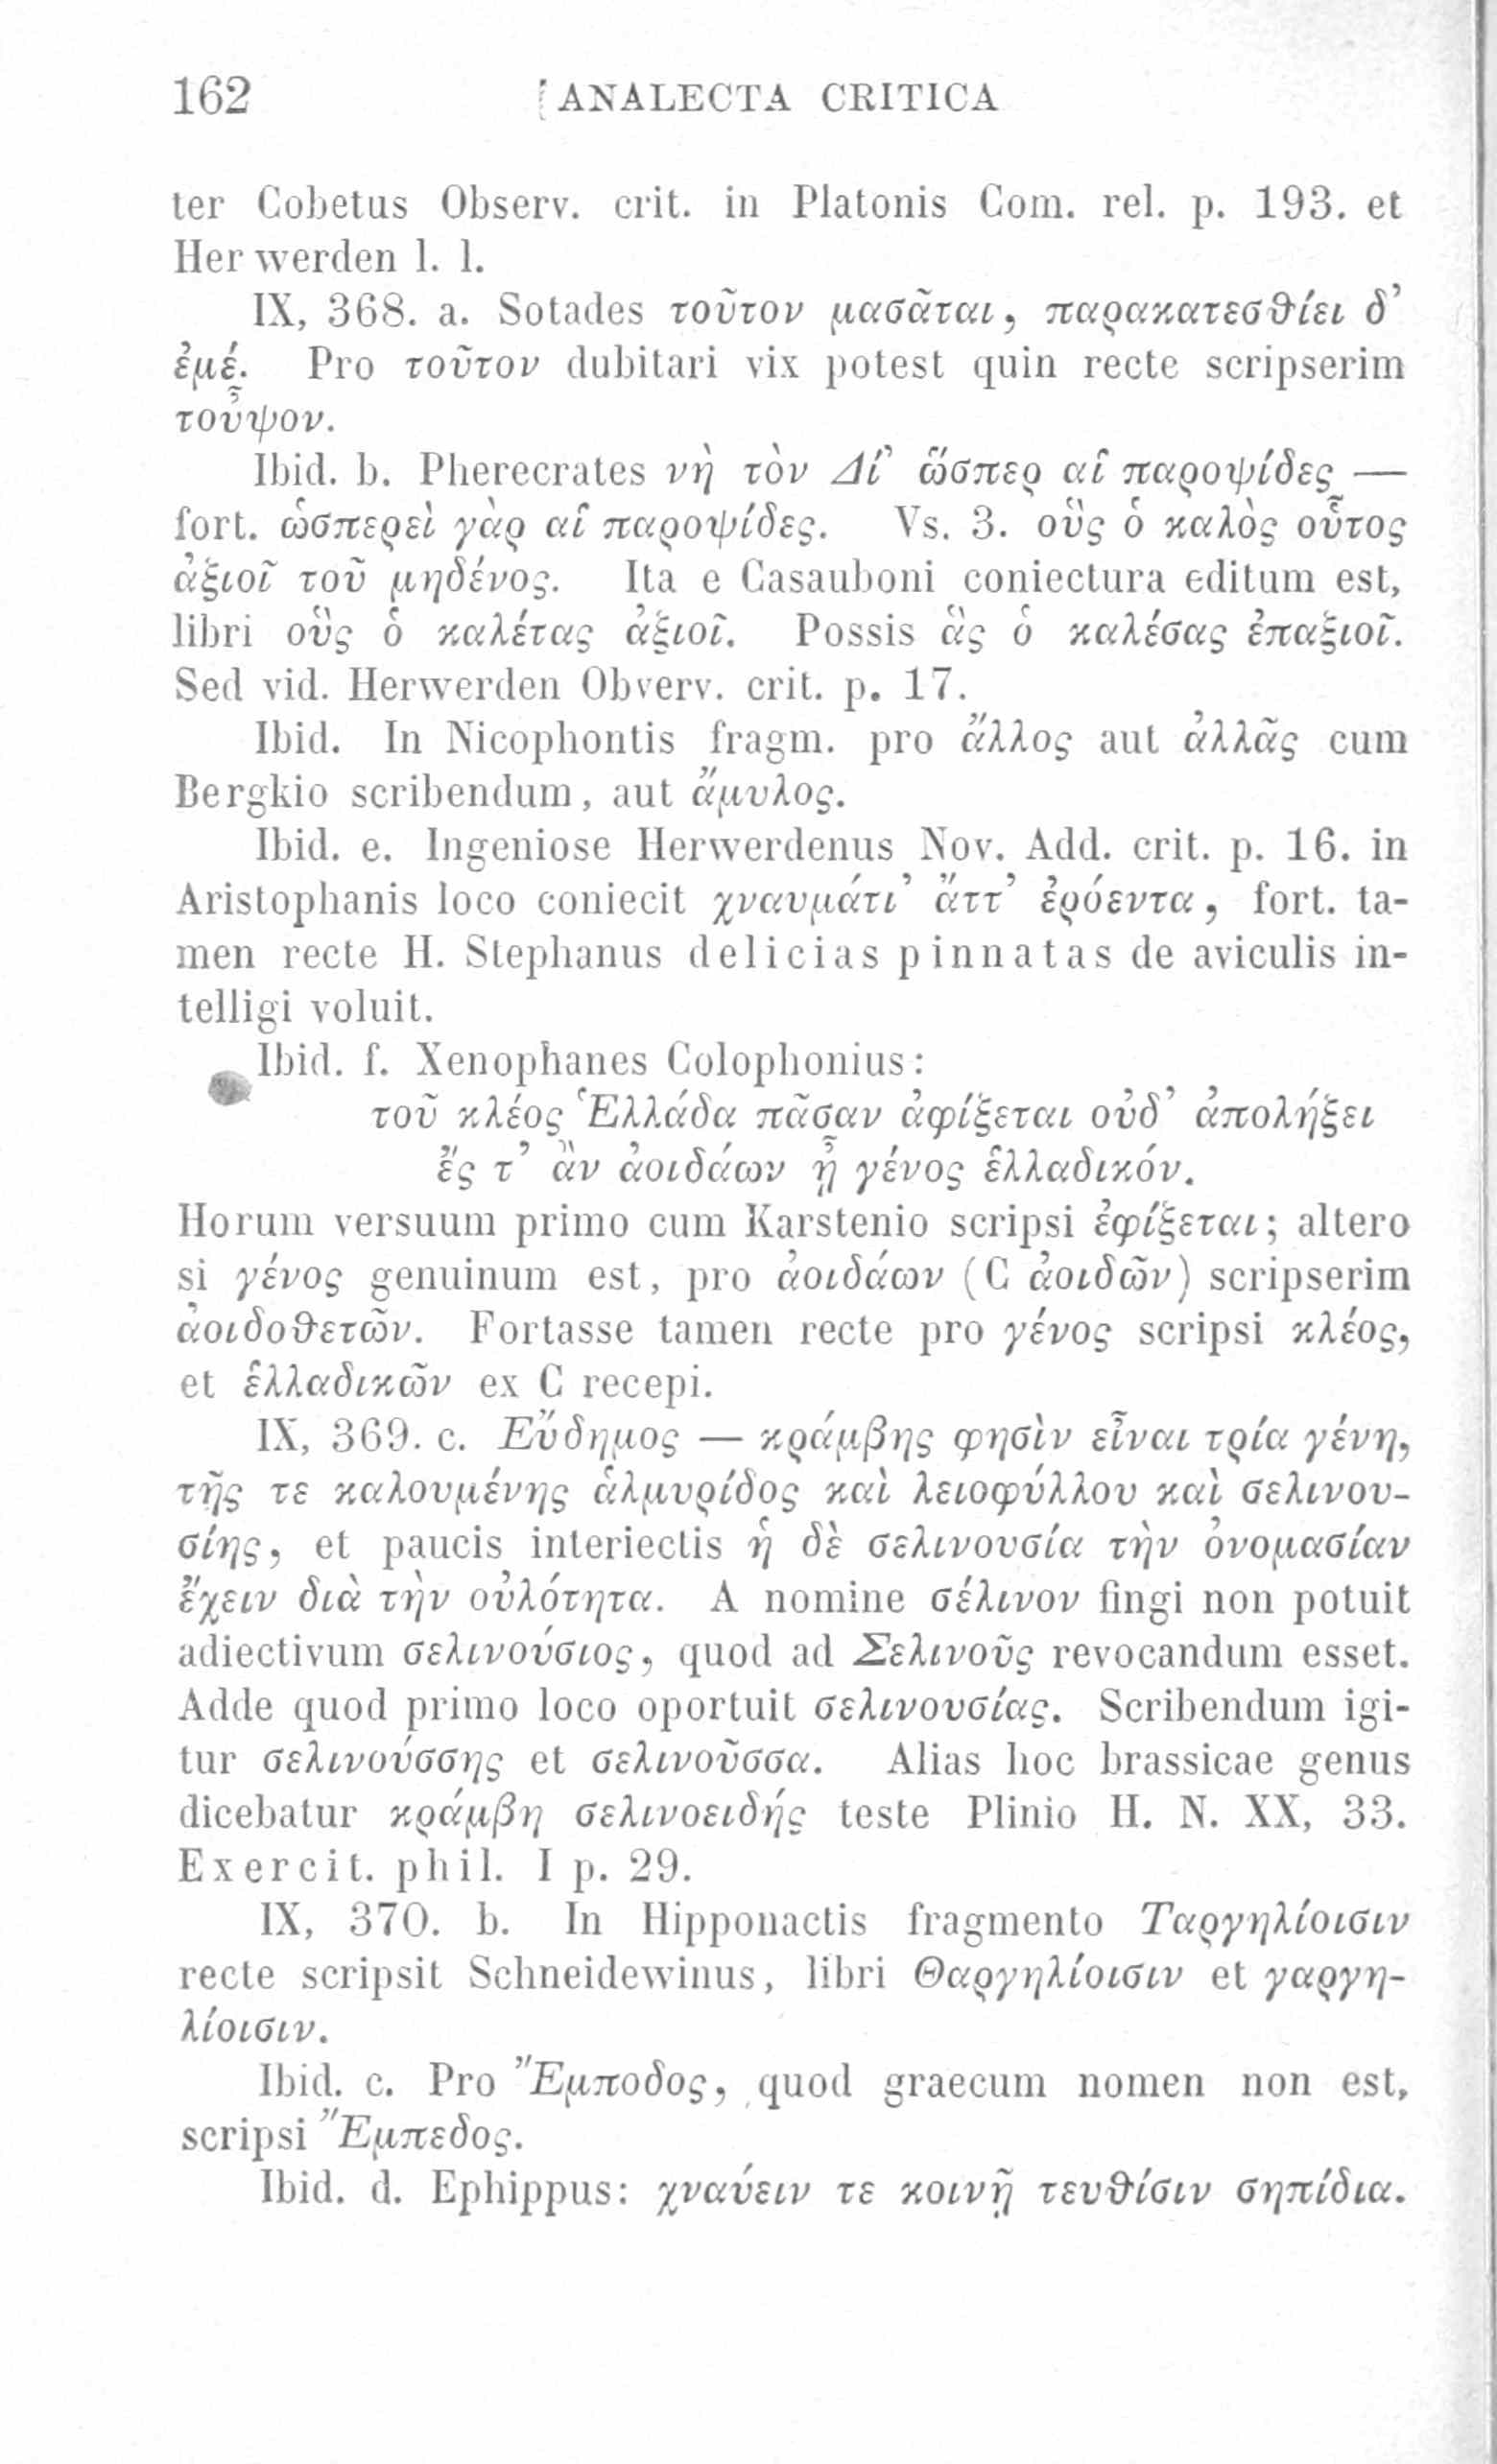 162 ANALECTA CRITICA
ter Cobetus Observ. crit. in Platonis Com. rel. p. 193. et
Herwerden l. l.
IX, 368. a. Sotades τοῦτον μασᾶται, παρακατεσθίει δ’
ἐμέ. Pro τοῦτον dubitari vix potest quin recte scripserim
τοὖψον.
Ibid. b. Pherecrates νὴ τὸν Δί’ ὥσπερ αἱ παροψίδες —
fort. ὡσπερεὶ γὰρ αἱ παροψίδες. Vs. 3. οὓς ὁ καλὸς οὗτος
ἀξιοῖ τοῦ μηδένος. Ita e Casauboni coniectura editum est,
libri οὓς ὁ καλέτας ἀξιοῖ. Possis ἃς ὁ καλέσας ἐπαξιοῖ.
Sed vid. Herwerden Obverv. crit. p. 17.
Ibid. In Nicophontis fragm. pro ἄλλος aut ἀλλᾶς cum
Bergkio scribendum, aut ἄμυλος.
Ibid. e. Ingeniose Herwerdenus Nov. Add. crit. p. 16. in
Aristophanis loco coniecit χναυμάτι’ ἄττ’ ἐρόεντα, fort. ta-
men recte H. Stephanus delicias pinnatas de aviculis in-
telligi voluit.
Ibid. f. Xenophanes Colophonius:
τοῦ κλέος Ἑλλάδα πᾶσαν ἀφίξεται οὐδ’ ἀπολήξει
ἔς τ’ ἂν ἀοιδάων ᾖ γένος ἑλλαδικόν.
Horum versuum primo cum Karstenio scripsi ἐφίξεται; altero
si γένος genuinum est, pro ἀοιδάων (C ἀοιδῶν) scripserim
ἀοιδοθετῶν. Fortasse tamen recte pro γένος scripsi κλέος,
et ἑλλαδικῶν ex C recepi.
IX, 369. c. Εὔδημος — κράμβης φησὶν εἶναι τρία γένη,
τῆς τε καλουμένης ἁλμυρίδος καὶ λειοφύλλου καὶ σελινου-
σίης, et paucis interiectis ἡ δὲ σελινουσία τὴν ὀνομασίαν
ἔχειν διὰ τὴν οὐλότητα. A nomine σέλινον fingi non potuit
adiectivum σελινούσιος, quod ad Σελινοῦς revocandum esset.
Adde quod primo loco oportuit σελινουσίας. Scribendum igi-
tur σελινούσσης et σελινοῦσσα. Alias hoc brassicae genus
dicebatur κράμβη σελινοειδής teste Plinio H. N. XX, 33.
Exercit. phil. I p. 29.
IX, 370. b. In Hipponactis fragmento Ταργηλίοισιν
recte scripsit Schneidewinus, libri Θαργηλίοισιν et γαργη-
λίοισιν.
Ibid. c. Pro Ἔμποδος, quod graecum nomen non est,
scripsi Ἔμπεδος.
Ibid. d. Ephippus: χναύειν τε κοινῇ τευθίσιν σηπίδια.